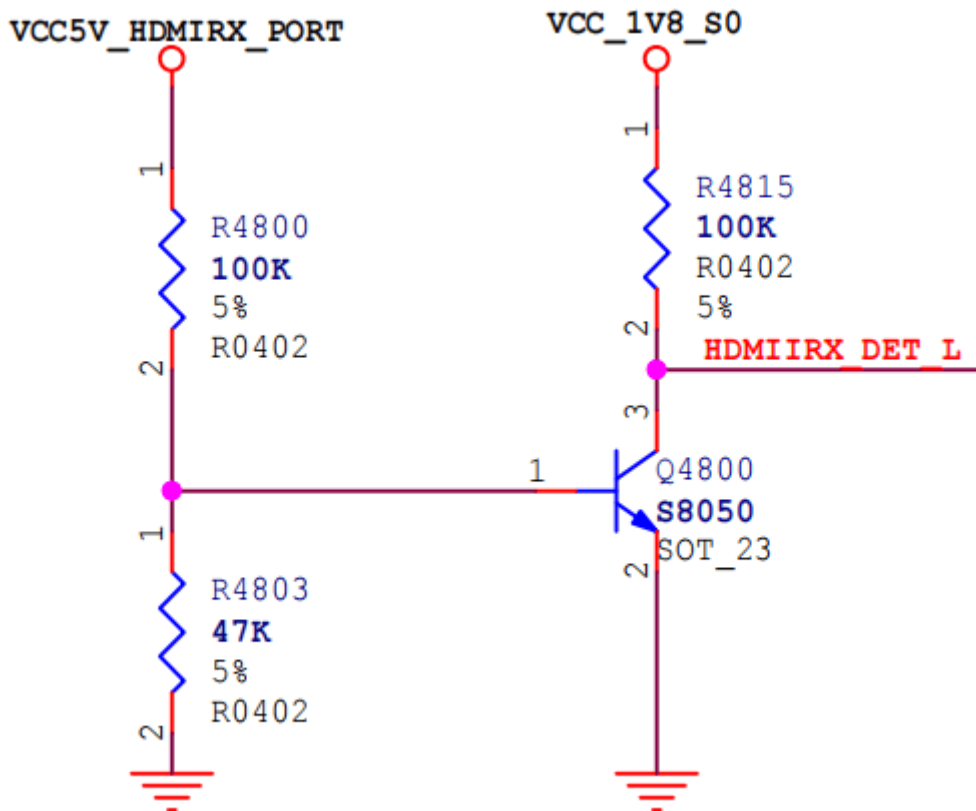 VCC5V_HDMIRX_PORT
VCC_1V8_S0
1
R4800
100K
5%
R0402
2
1
R4815
100K
R0402
5%
2
HDMIIRX_DET_L
3
1
Q4800
S8050
SOT_23
2
1
R4803
47K
5%
R0402
2